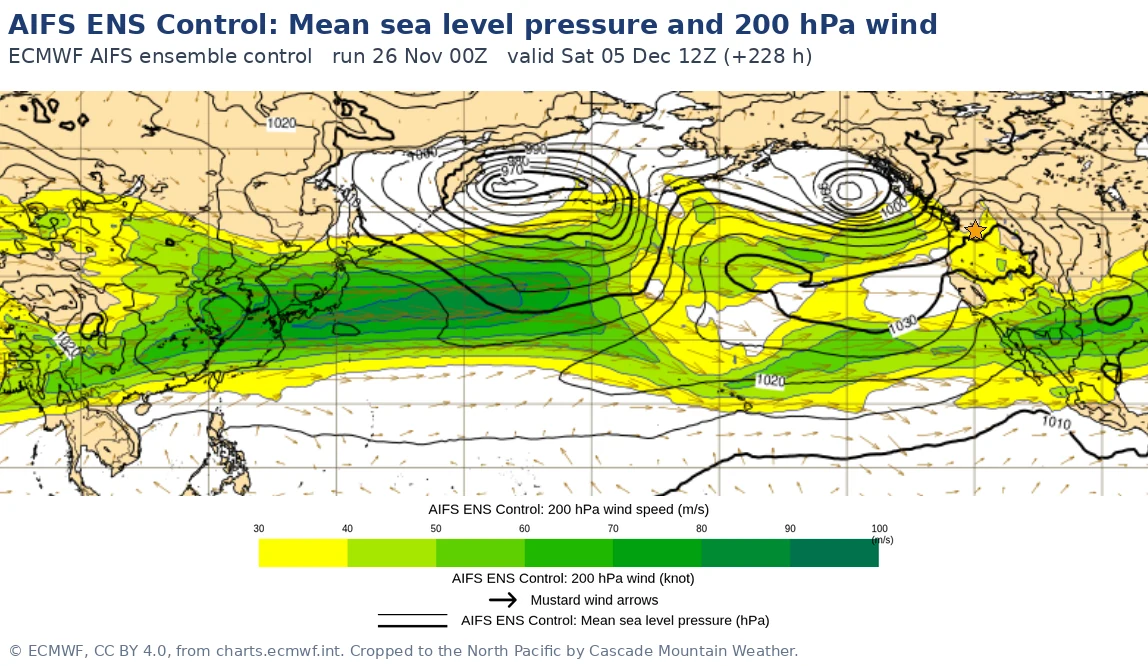 AIFS ENS Control: Mean sea level pressure and 200 hPa wind
ECMWF AIFS ensemble control run 26 Nov 00Z valid Sat 05 Dec 12Z (+228 h)
1020
1000
990
980
970
1010
990
1000
1030
1020
1020
1010
AIFS ENS Control: 200 hPa wind speed (m/s)
30 40 50 60 70 80 90 100
(m/s)
AIFS ENS Control: 200 hPa wind (knot)
Mustard wind arrows
AIFS ENS Control: Mean sea level pressure (hPa)
© ECMWF, CC BY 4.0, from charts.ecmwf.int. Cropped to the North Pacific by Cascade Mountain Weather.